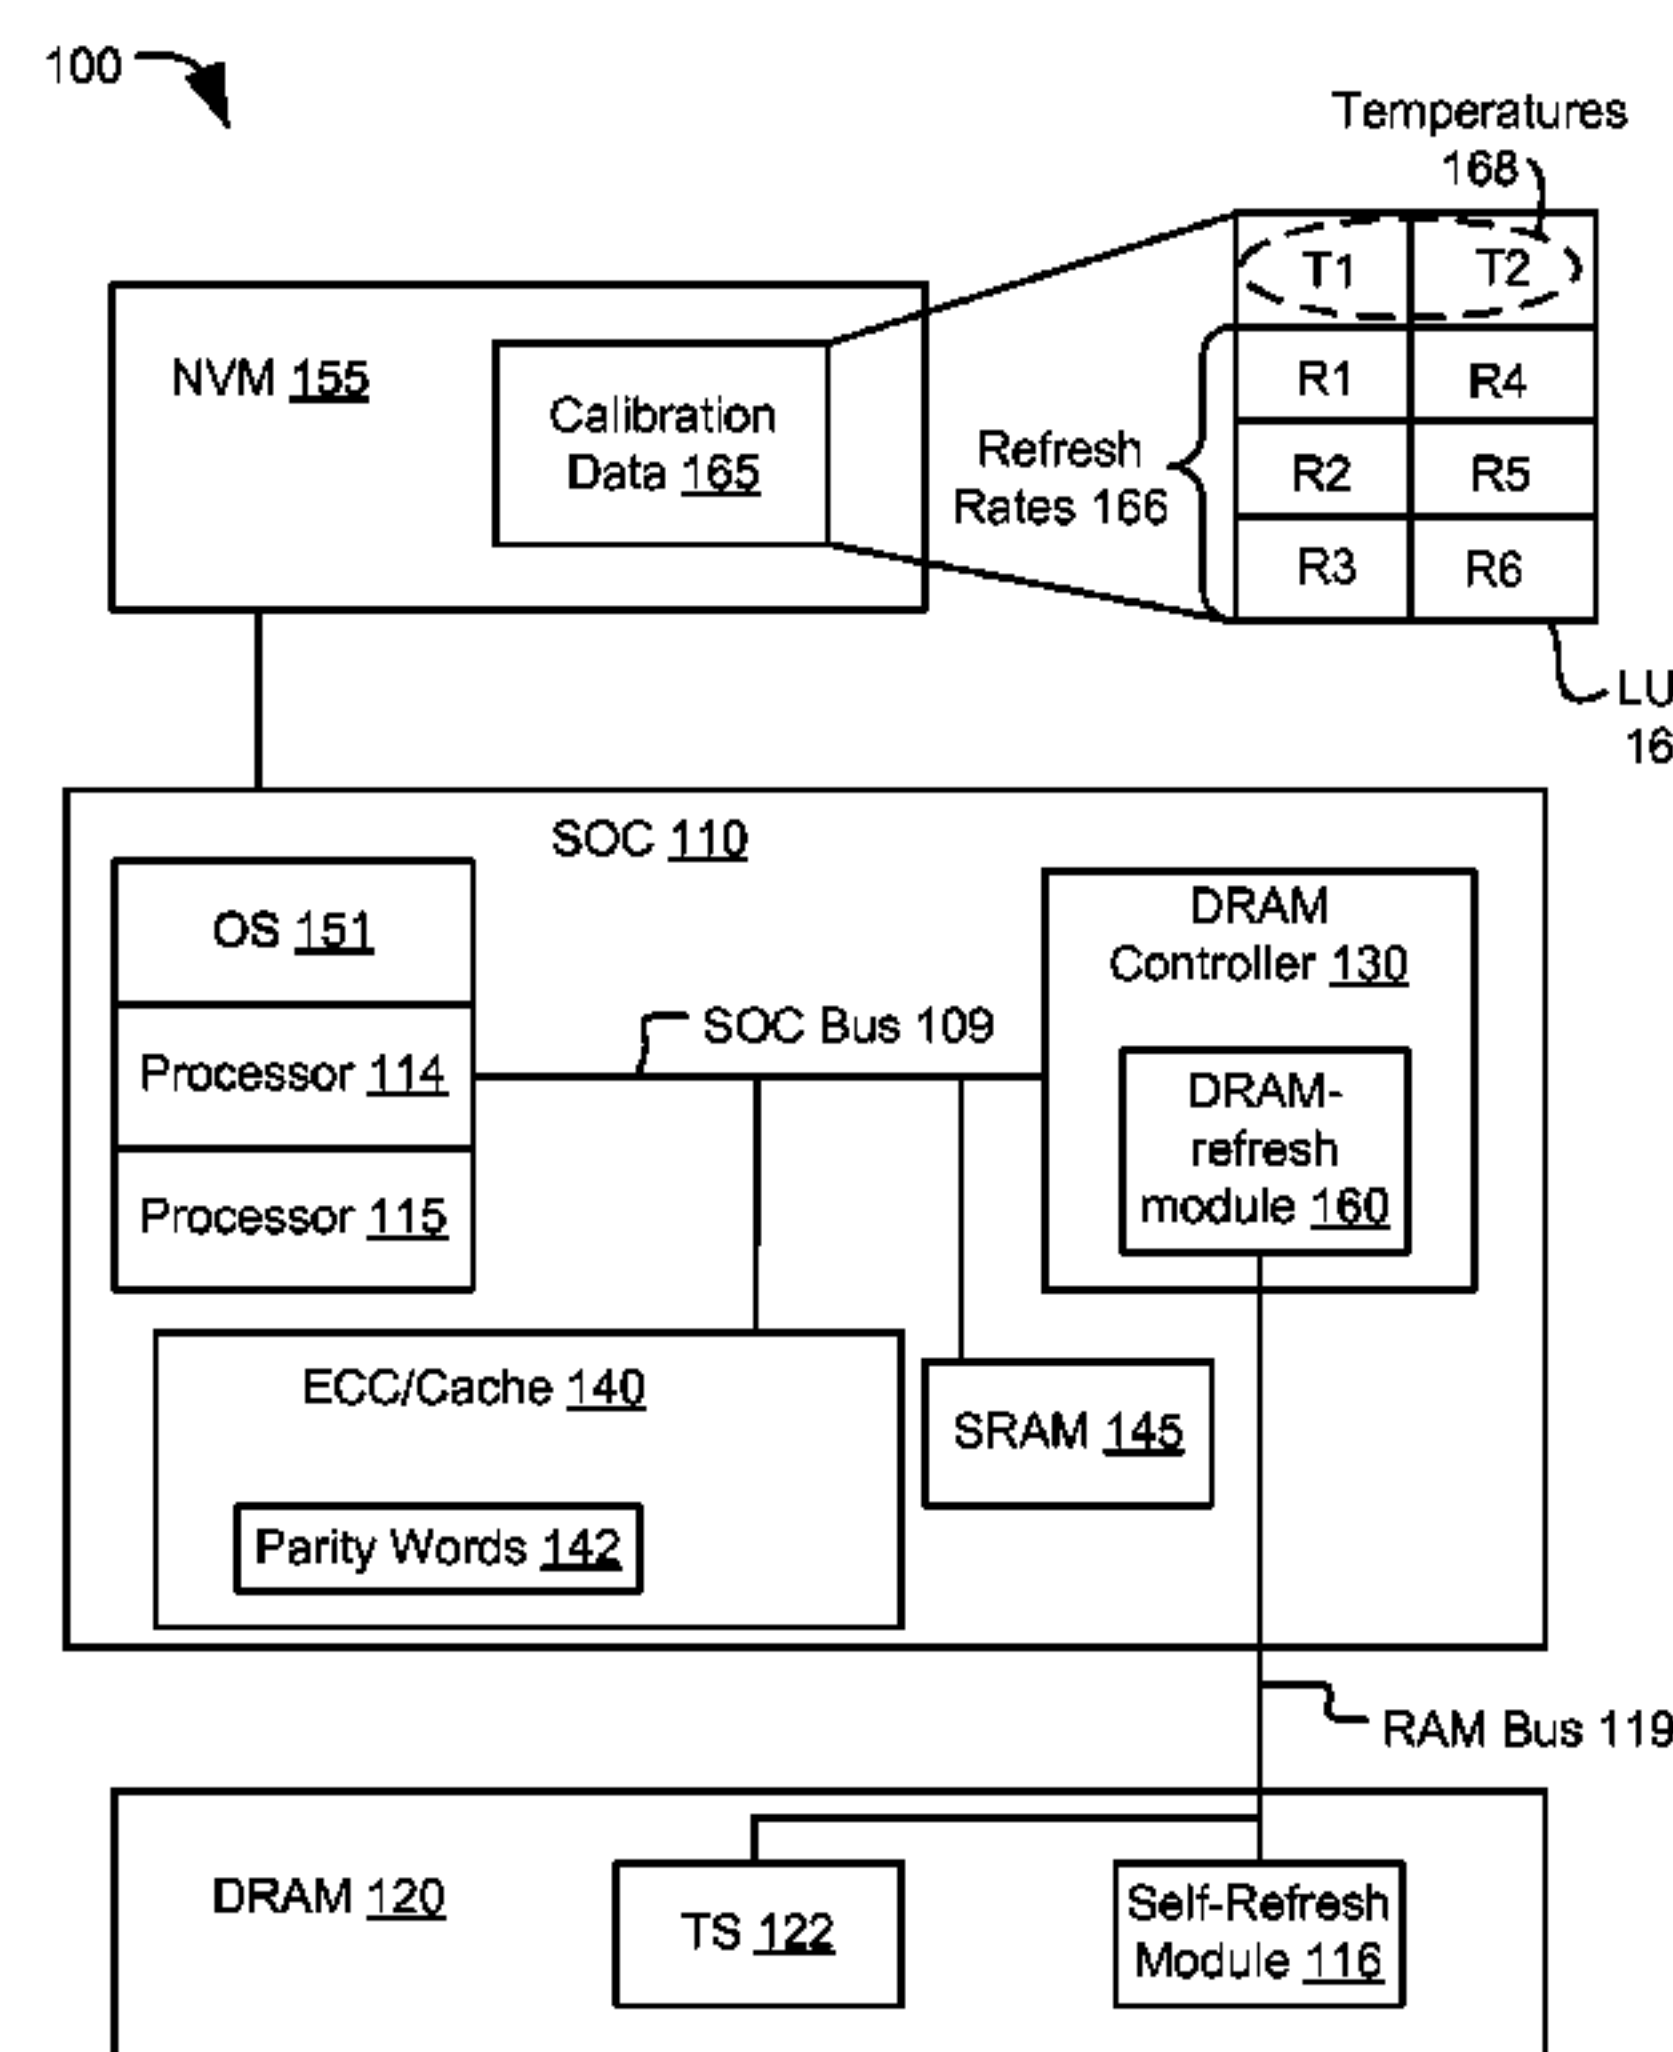 100
Temperatures
168
T1 T2
NVM 155
Calibration
Data 165
Refresh
Rates 166
R1 R4
R2 R5
R3 R6
LU
16
SOC 110
OS 151
Processor 114
Processor 115
SOC Bus 109
DRAM
Controller 130
DRAM-
refresh
module 160
ECC/Cache 140
Parity Words 142
SRAM 145
RAM Bus 119
DRAM 120
TS 122
Self-Refresh
Module 116